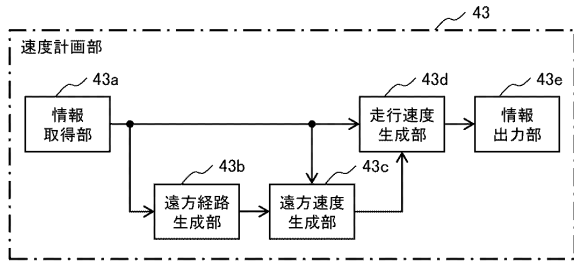 43
速度計画部
43a
情報
取得部
43d
走行速度
生成部
43e
情報
出力部
43b
遠方経路
生成部
43c
遠方速度
生成部